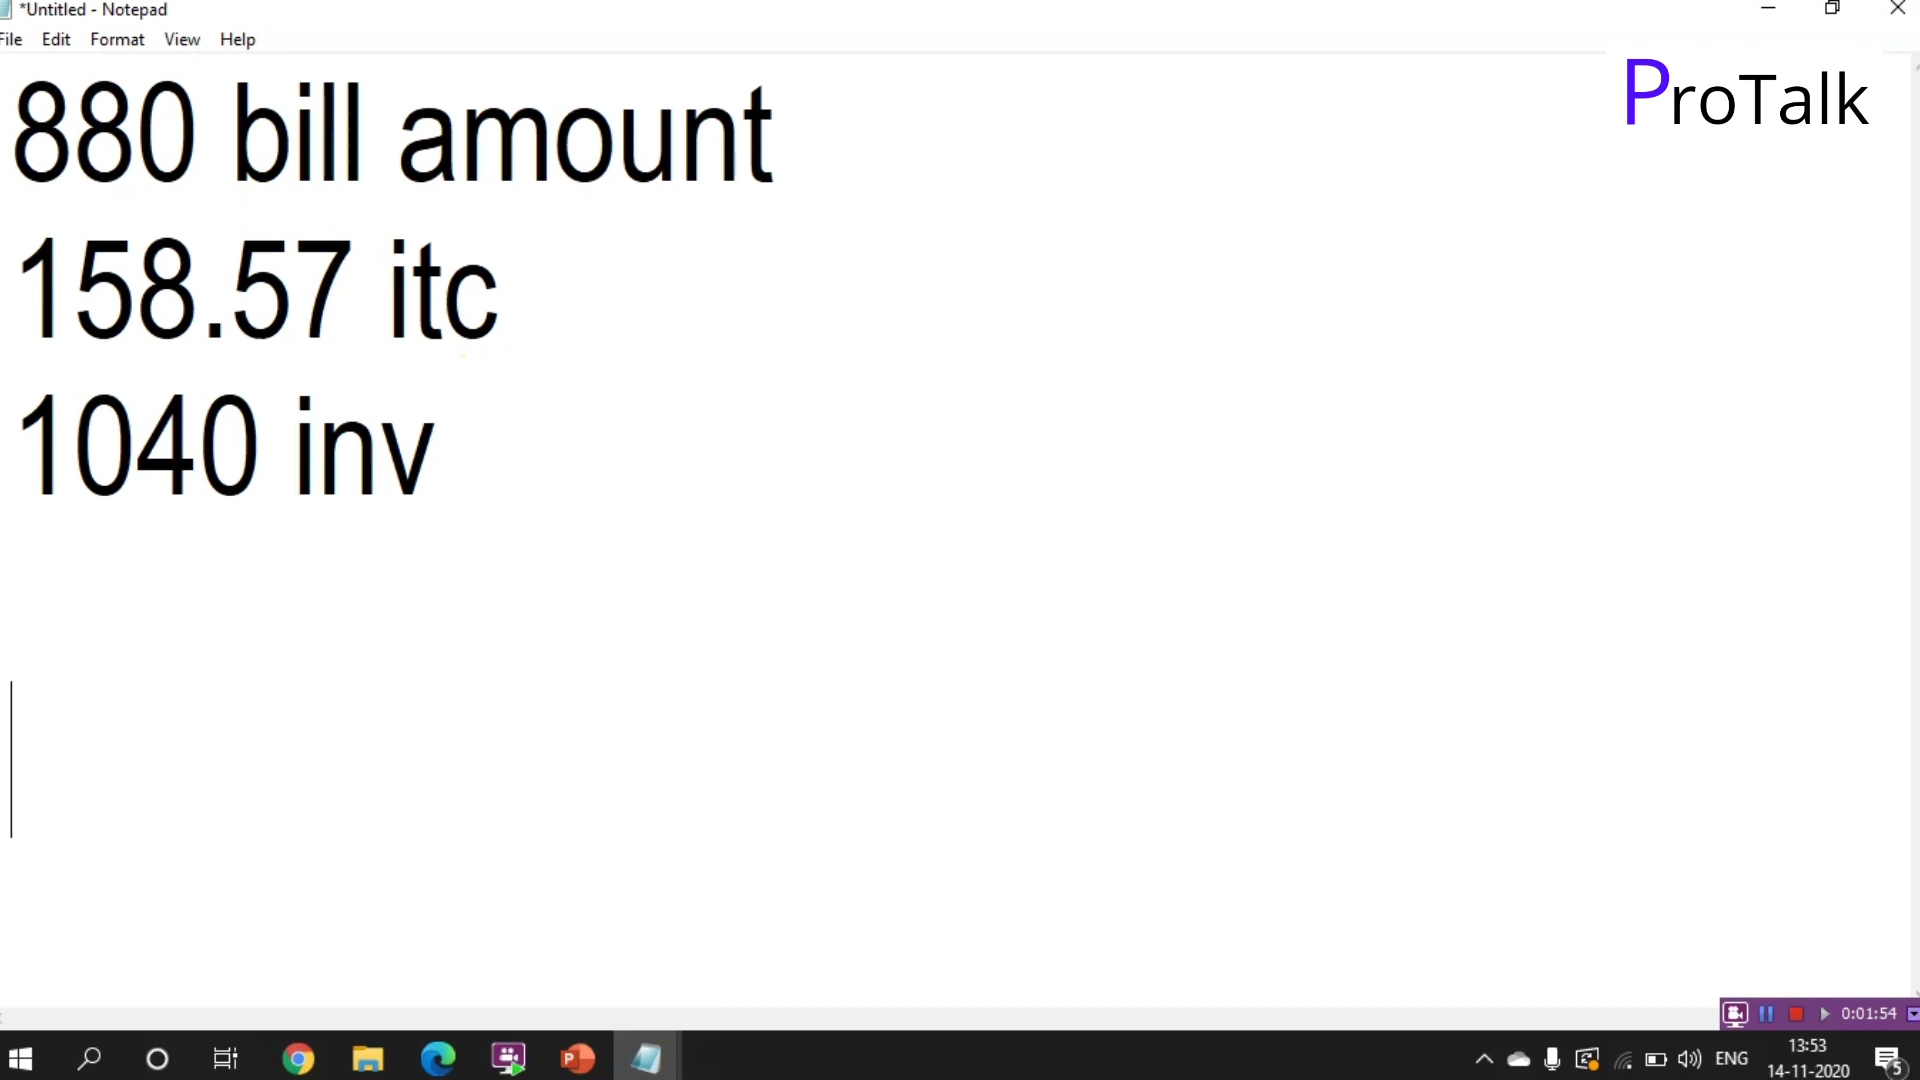 *Untitled - Notepad
File Edit Format View Help
ProTalk
880 bill amount
158.57 itc
1040 inv
0:01:54
ENG
13:53
14-11-2020
5